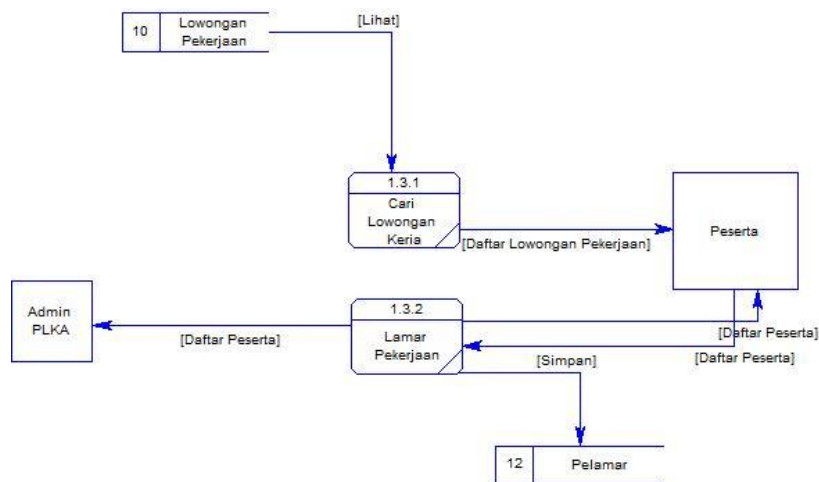 [Lihat]
10
Lowongan
Pekerjaan
1.3.1
Cari
Lowongan
Kerja
[Daftar Lowongan Pekerjaan]
Peserta
Admin
PLKA
[Daftar Peserta]
1.3.2
Lamar
Pekerjaan
[Daftar Peserta]
[Daftar Peserta]
[Simpan]
12
Pelamar